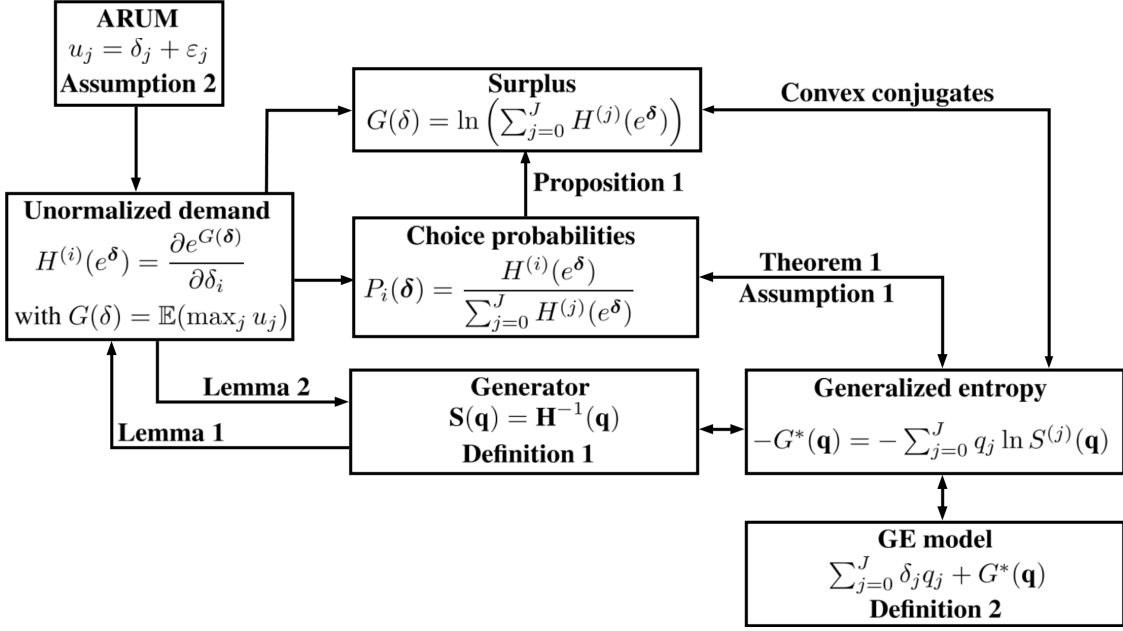 ARUM
u_j = δ_j + ε_j
Assumption 2
Surplus
G(δ) = ln(∑_{j=0}^{J} H^{(j)}(e^𝜹))
Convex conjugates
Proposition 1
Unormalized demand
H^{(i)}(e^𝜹) = ∂e^{G(𝜹)} / ∂δ_i
with G(δ) = 𝔼(max_j u_j)
Choice probabilities
P_i(𝜹) = H^{(i)}(e^𝜹) / ∑_{j=0}^{J} H^{(j)}(e^𝜹)
Theorem 1
Assumption 1
Lemma 2
Lemma 1
Generator
𝐒(𝐪) = 𝐇^{−1}(𝐪)
Definition 1
Generalized entropy
−G*(𝐪) = −∑_{j=0}^{J} q_j ln S^{(j)}(𝐪)
GE model
∑_{j=0}^{J} δ_j q_j + G*(𝐪)
Definition 2